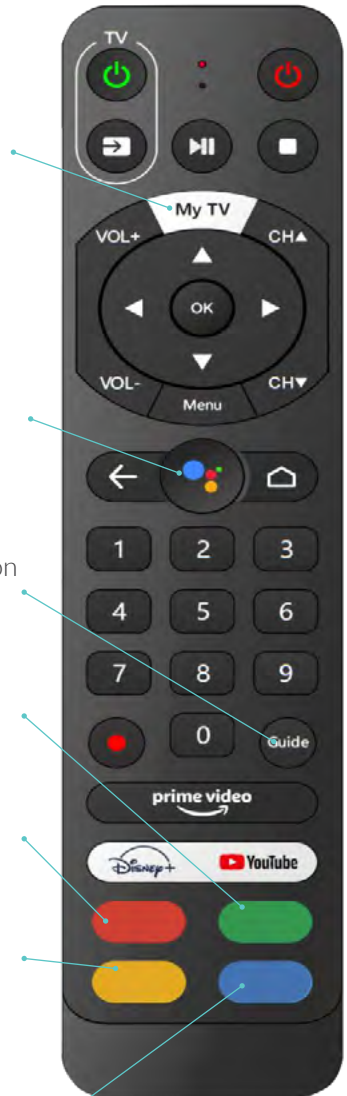 TV
My TV
VOL+
CH▲
OK
VOL-
CH▼
Menu
1 2 3
on
4 5 6
7 8 9
0 Guide
prime video
Disney+ YouTube